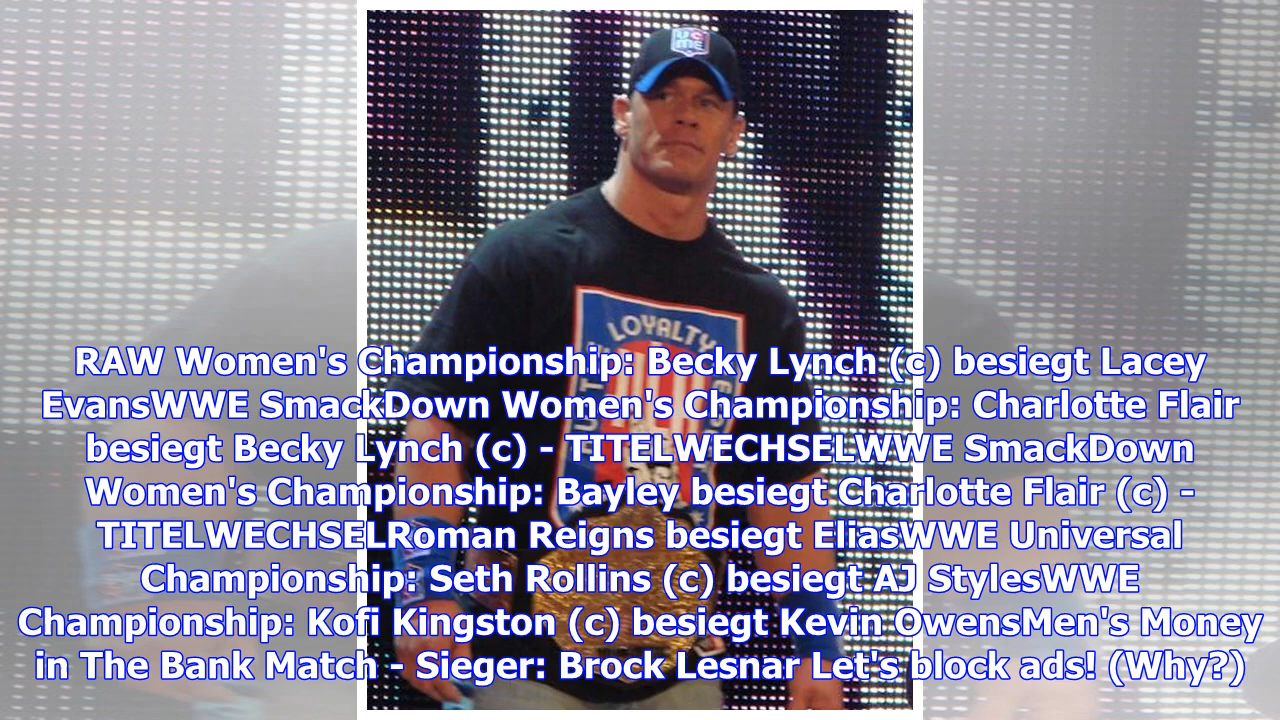 U C
ME
LOYALTY
RAW Women's Championship: Becky Lynch (c) besiegt Lacey
EvansWWE SmackDown Women's Championship: Charlotte Flair
besiegt Becky Lynch (c) - TITELWECHSELWWE SmackDown
Women's Championship: Bayley besiegt Charlotte Flair (c) -
TITELWECHSELRoman Reigns besiegt EliasWWE Universal
Championship: Seth Rollins (c) besiegt AJ StylesWWE
Championship: Kofi Kingston (c) besiegt Kevin OwensMen's Money
in The Bank Match - Sieger: Brock Lesnar Let's block ads! (Why?)